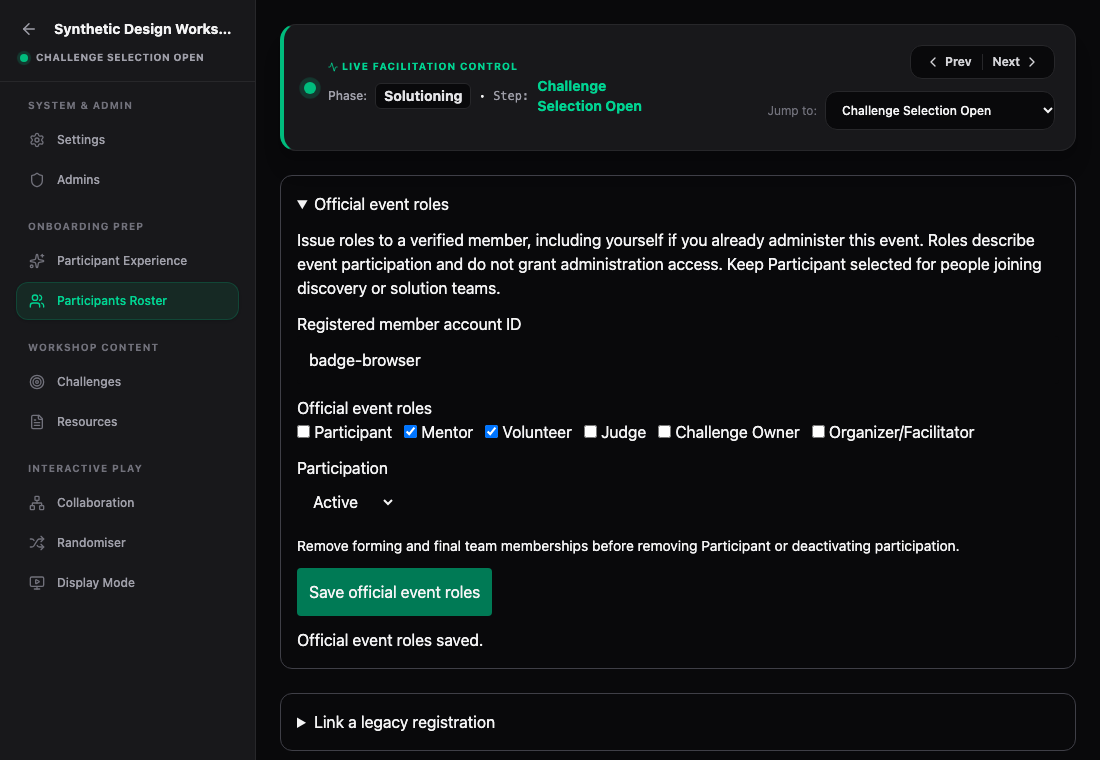 Synthetic Design Works...
CHALLENGE SELECTION OPEN
SYSTEM & ADMIN
Settings
Admins
ONBOARDING PREP
Participant Experience
Participants Roster
WORKSHOP CONTENT
Challenges
Resources
INTERACTIVE PLAY
Collaboration
Randomiser
Display Mode
LIVE FACILITATION CONTROL
Phase: Solutioning • Step: Challenge
Selection Open
Prev Next
Jump to: Challenge Selection Open
Official event roles
Issue roles to a verified member, including yourself if you already administer this event. Roles describe
event participation and do not grant administration access. Keep Participant selected for people joining
discovery or solution teams.
Registered member account ID
badge-browser
Official event roles
Participant Mentor Volunteer Judge Challenge Owner Organizer/Facilitator
Participation
Active
Remove forming and final team memberships before removing Participant or deactivating participation.
Save official event roles
Official event roles saved.
Link a legacy registration